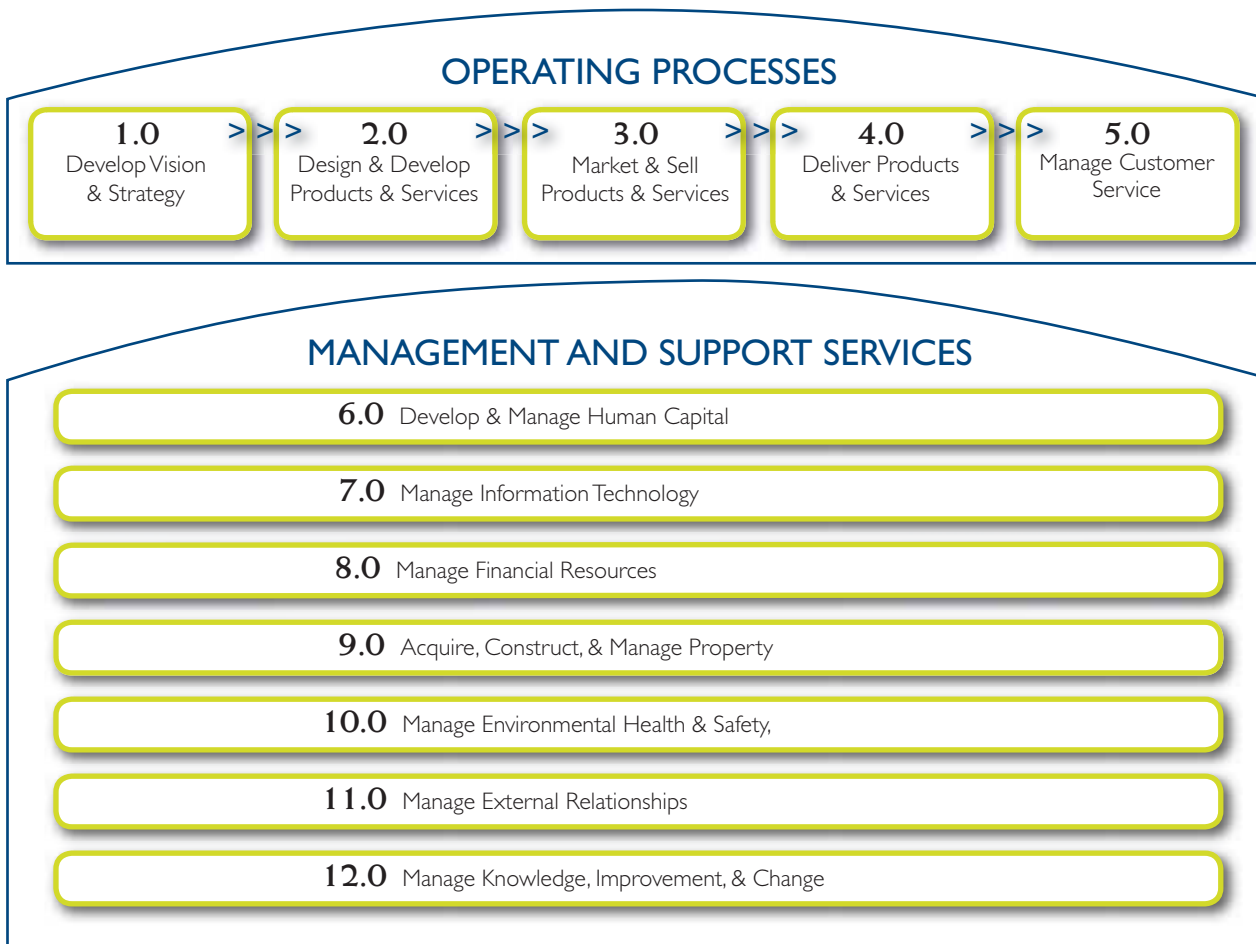 OPERATING PROCESSES
1.0
Develop Vision
& Strategy
> > >
2.0
Design & Develop
Products & Services
> > >
3.0
Market & Sell
Products & Services
> > >
4.0
Deliver Products
& Services
> > >
5.0
Manage Customer
Service
MANAGEMENT AND SUPPORT SERVICES
6.0 Develop & Manage Human Capital
7.0 Manage Information Technology
8.0 Manage Financial Resources
9.0 Acquire, Construct, & Manage Property
10.0 Manage Environmental Health & Safety,
11.0 Manage External Relationships
12.0 Manage Knowledge, Improvement, & Change